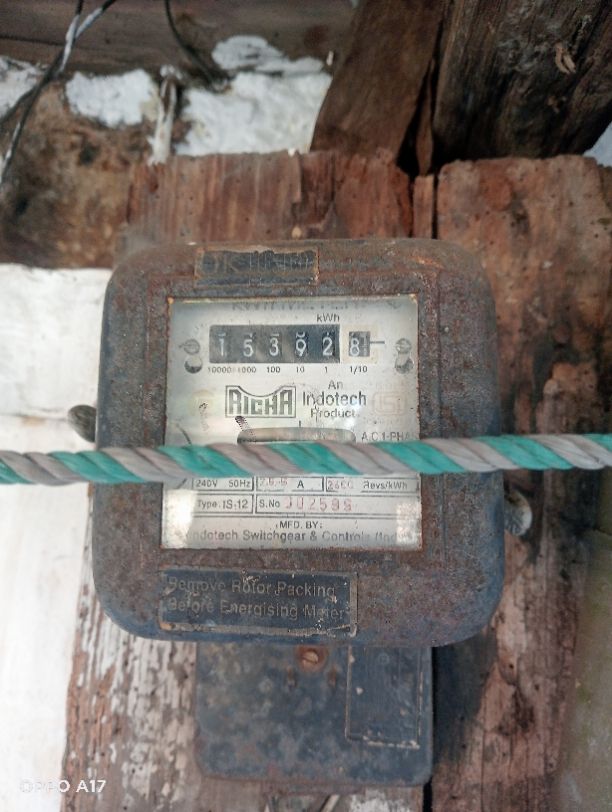 kWh
1 5 3 9 2 8
10000 1000 100 10 1 1/10
An
RICHA Indotech
Product
A.C.1-PHAS
240V 50Hz A Revs/kWh
Type.IS-12 S.No
MFD. BY:
Indotech Switchgear & Controls (Ind
Remove Rotor Packing
Before Energising Meter
OPPO A17